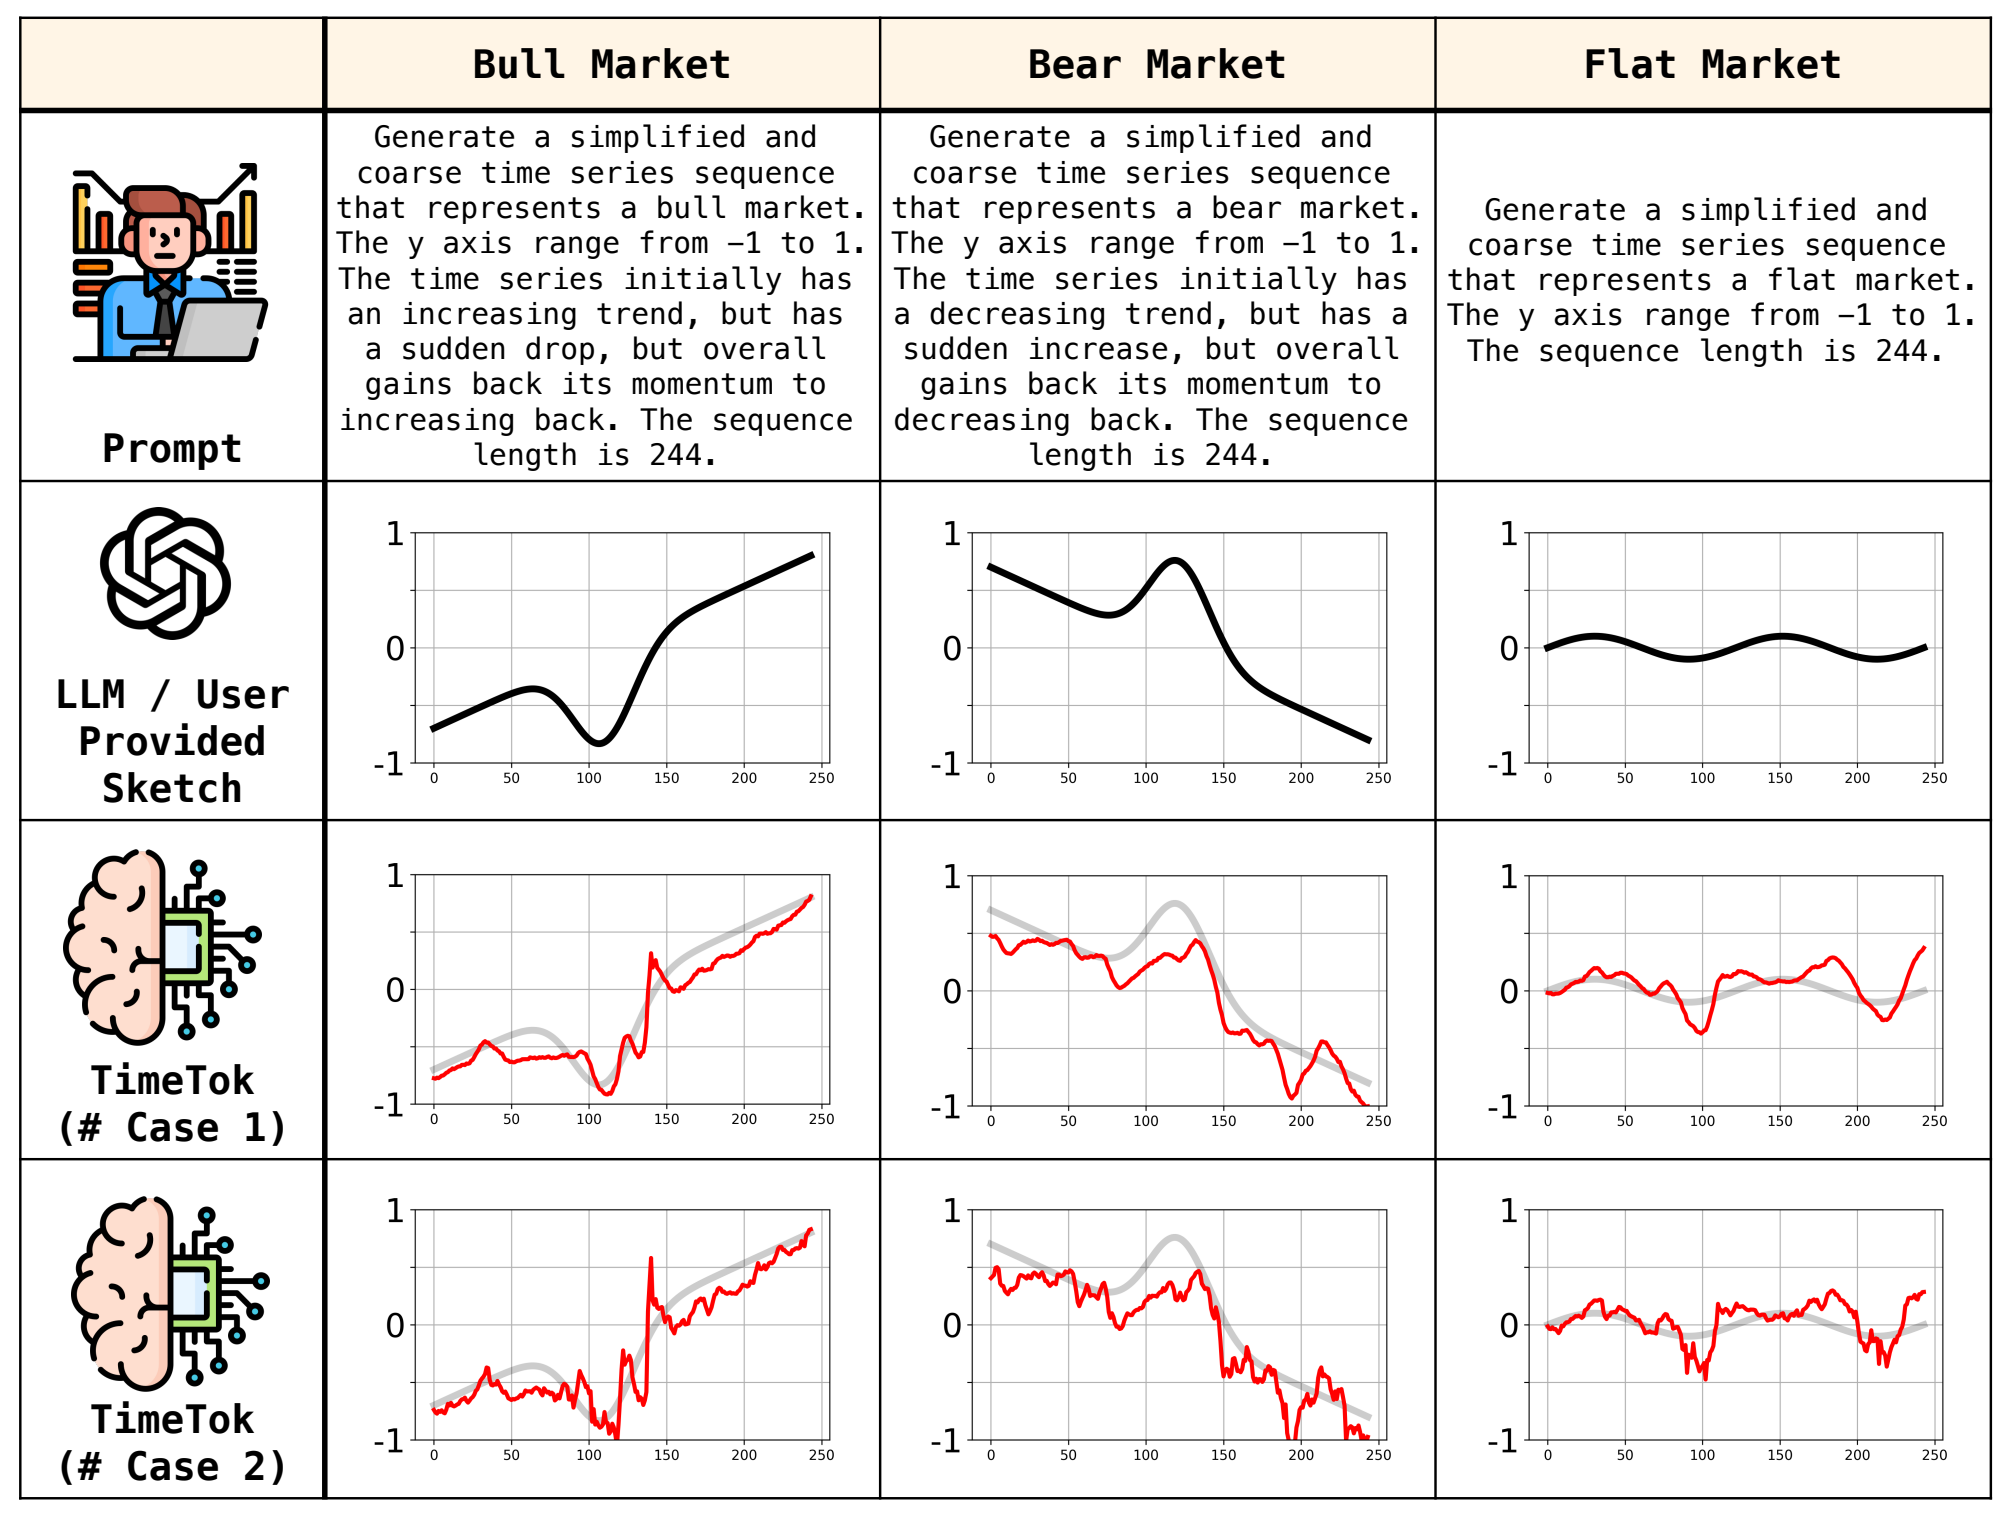 Bull Market
Bear Market
Flat Market
Prompt
Generate a simplified and
coarse time series sequence
that represents a bull market.
The y axis range from −1 to 1.
The time series initially has
an increasing trend, but has
a sudden drop, but overall
gains back its momentum to
increasing back. The sequence
length is 244.
Generate a simplified and
coarse time series sequence
that represents a bear market.
The y axis range from −1 to 1.
The time series initially has
a decreasing trend, but has a
sudden increase, but overall
gains back its momentum to
decreasing back. The sequence
length is 244.
Generate a simplified and
coarse time series sequence
that represents a flat market.
The y axis range from −1 to 1.
The sequence length is 244.
LLM / User
Provided
Sketch
1
0
-1
0 50 100 150 200 250
1
0
-1
0 50 100 150 200 250
1
0
-1
0 50 100 150 200 250
TimeTok
(# Case 1)
1
0
-1
0 50 100 150 200 250
1
0
-1
0 50 100 150 200 250
1
0
-1
0 50 100 150 200 250
TimeTok
(# Case 2)
1
0
-1
0 50 100 150 200 250
1
0
-1
0 50 100 150 200 250
1
0
-1
0 50 100 150 200 250